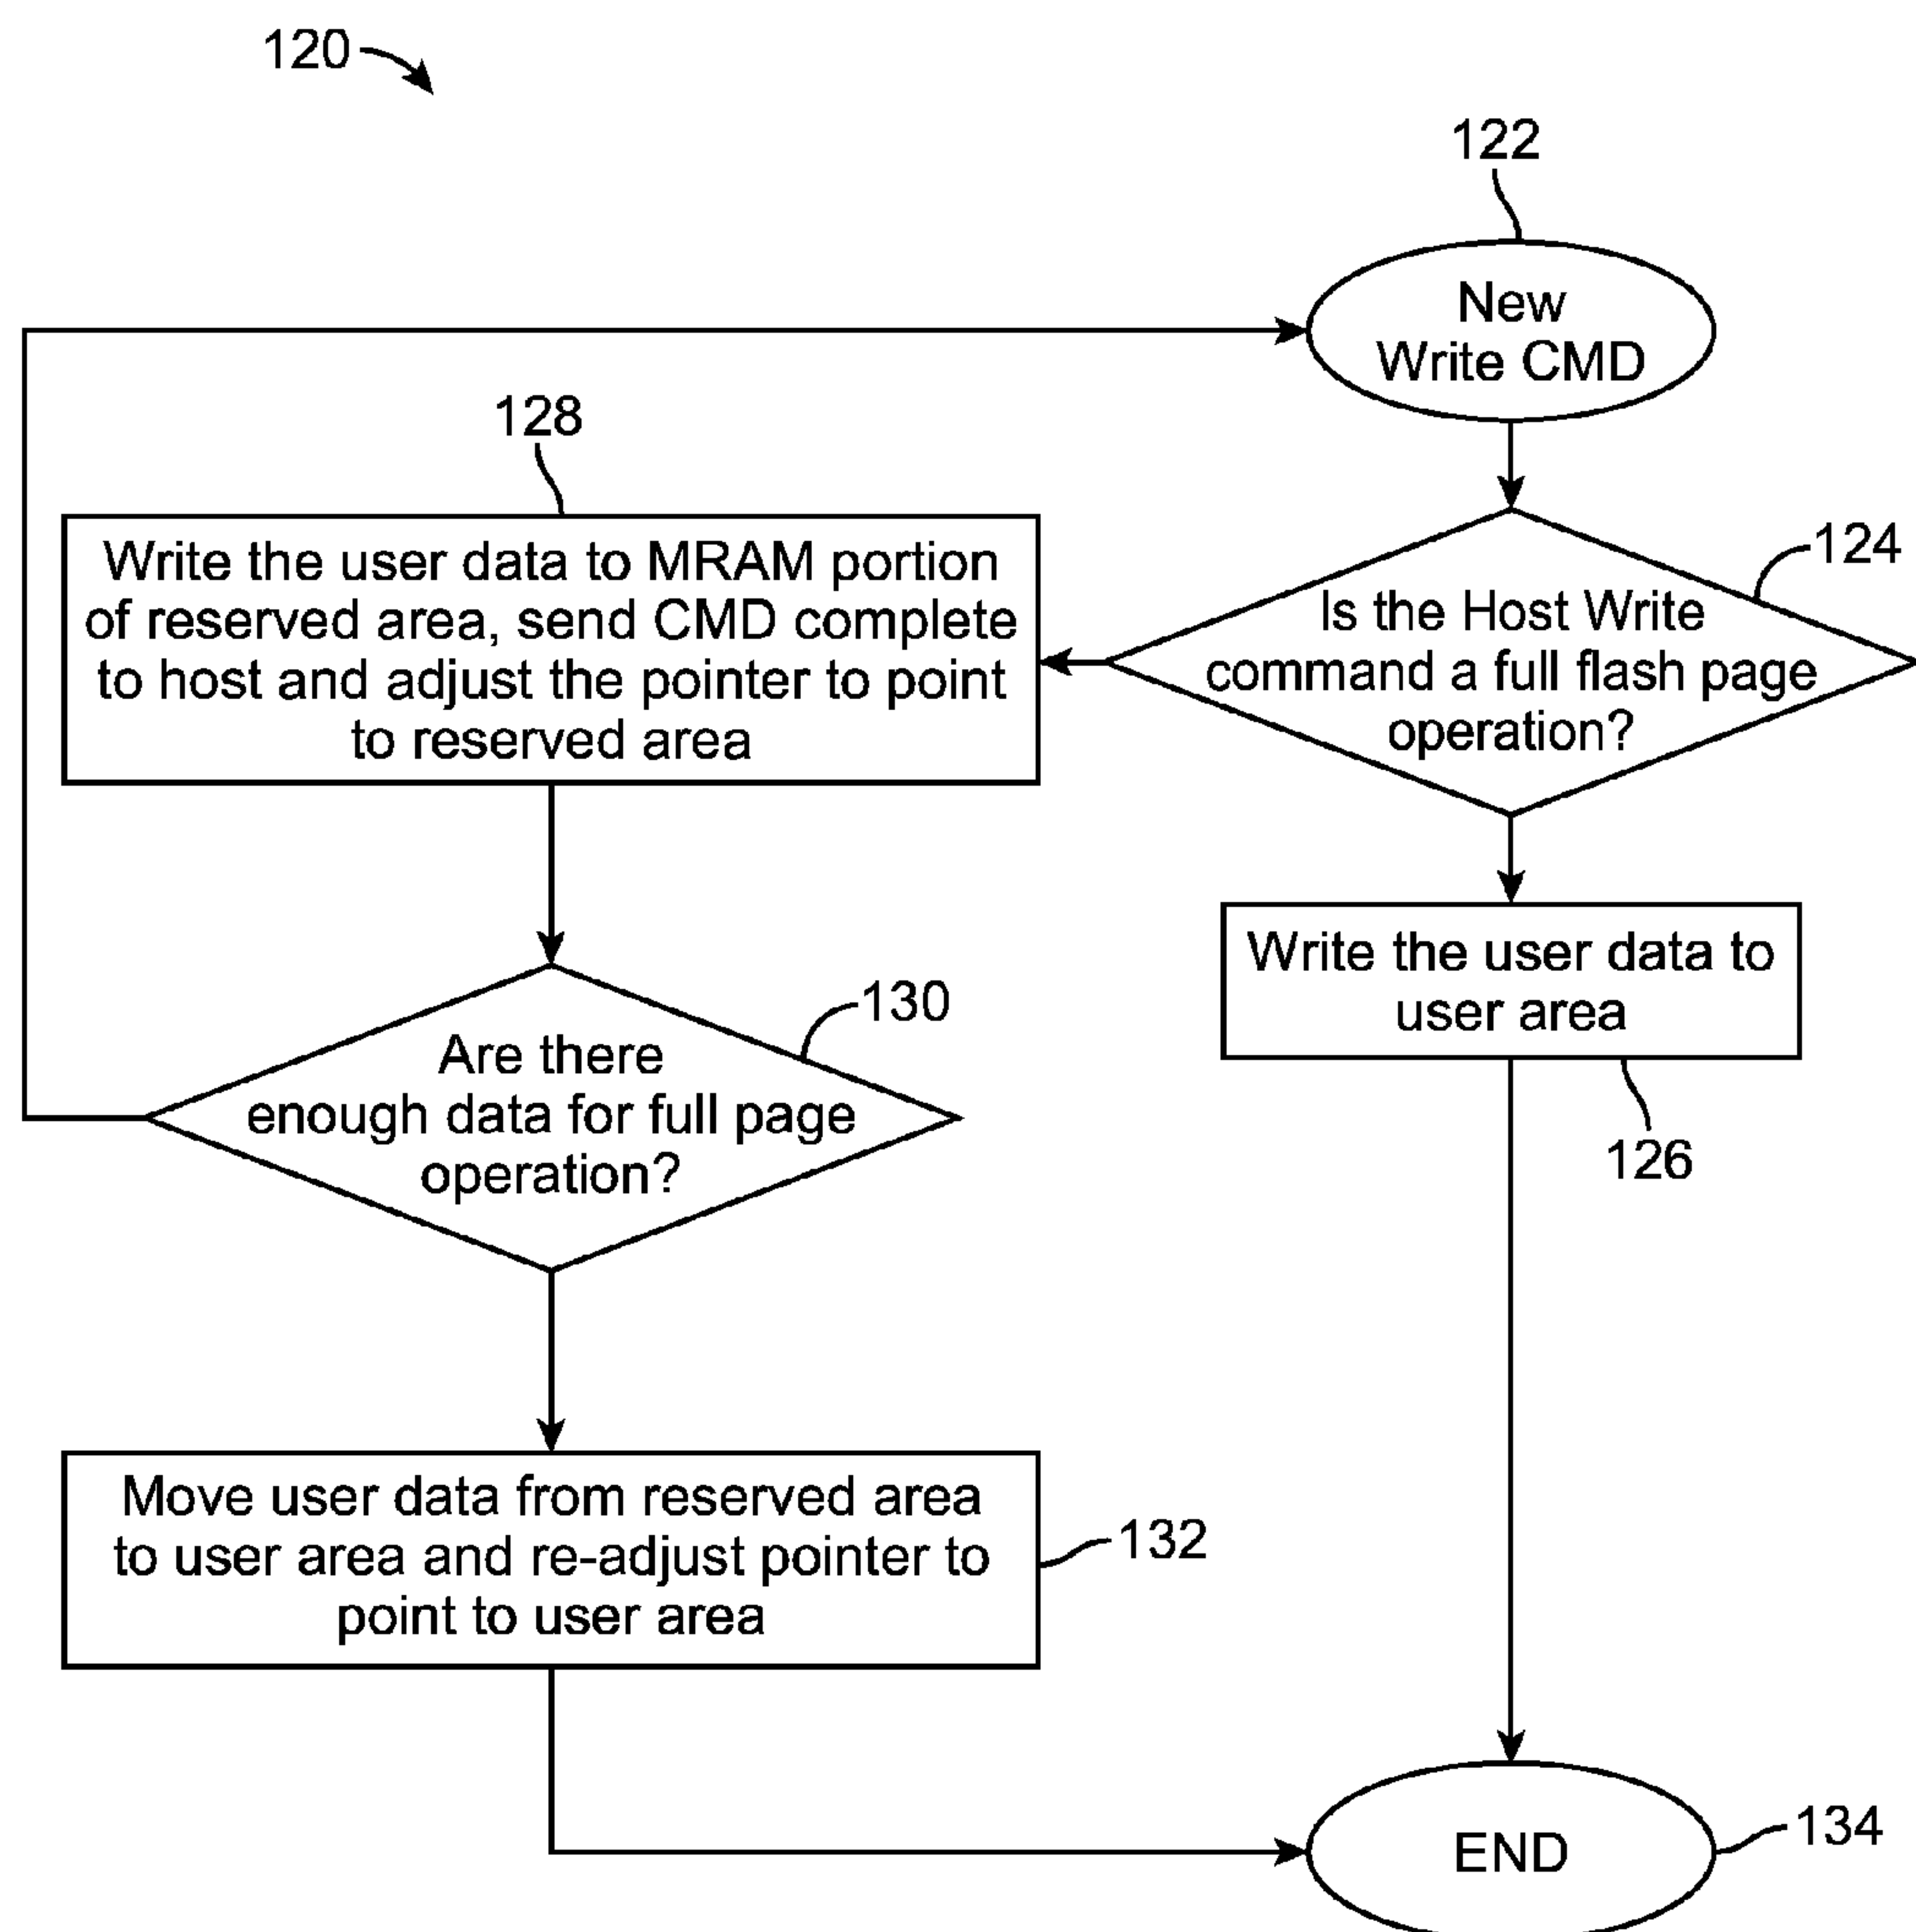 120
122
New
Write CMD
128
Write the user data to MRAM portion
of reserved area, send CMD complete
to host and adjust the pointer to point
to reserved area
124
Is the Host Write
command a full flash page
operation?
Write the user data to
user area
126
130
Are there
enough data for full page
operation?
Move user data from reserved area
to user area and re-adjust pointer to
point to user area
132
END
134